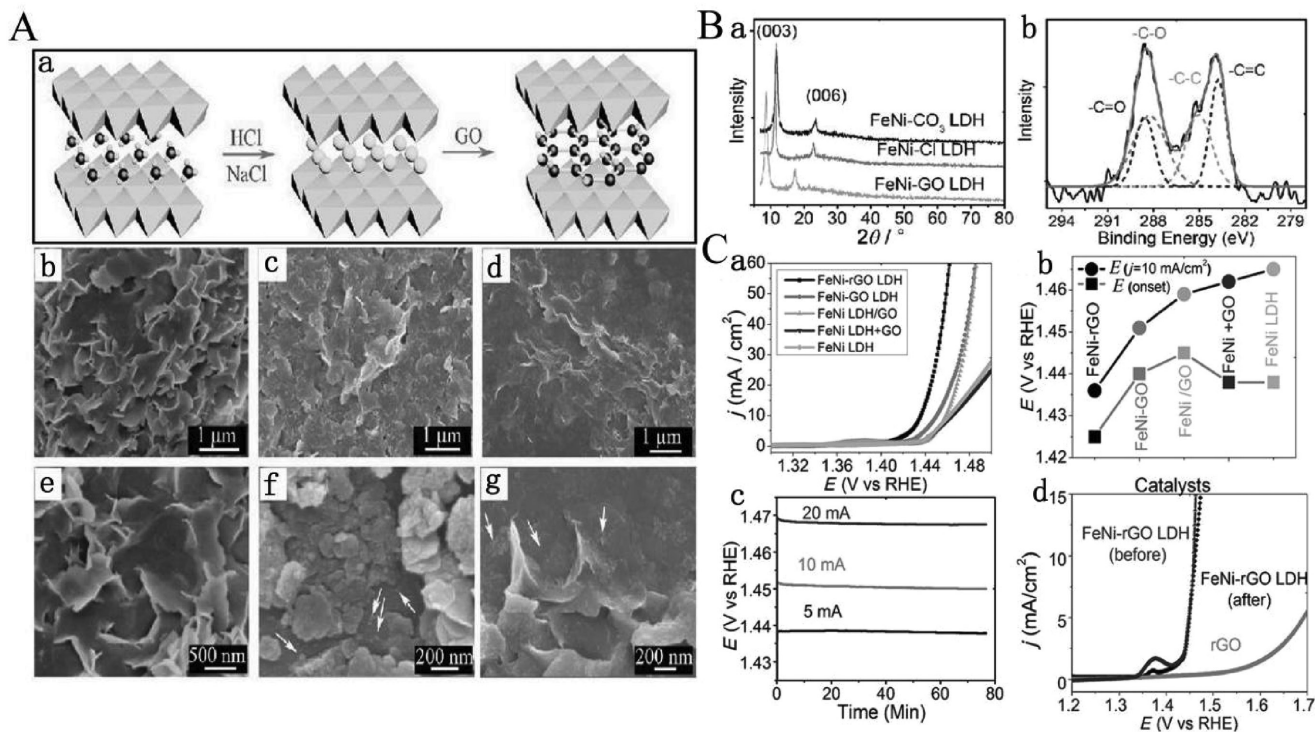 A
a
HCl
NaCl
GO
b
c
d
1 μm
1 μm
1 μm
e
f
g
500 nm
200 nm
200 nm
B
a
(003)
(006)
FeNi-CO3 LDH
FeNi-Cl LDH
FeNi-GO LDH
Intensity
10 20 30 40 50 60 70 80
2θ / °
b
-C-O
-C=O
-C-C
-C=C
Intensity
294 291 288 285 282 279
Binding Energy (eV)
C
a
60
50
40
30
20
10
0
j (mA / cm²)
FeNi-rGO LDH
FeNi-GO LDH
FeNi LDH/GO
FeNi LDH+GO
FeNi LDH
1.32 1.36 1.40 1.44 1.48
E (V vs RHE)
b
E (j=10 mA/cm²)
E (onset)
1.46
1.45
1.44
1.43
1.42
E (V vs RHE)
FeNi-rGO
FeNi-GO
FeNi /GO
FeNi +GO
FeNi LDH
Catalysts
c
1.47
1.46
1.45
1.44
1.43
E (V vs RHE)
20 mA
10 mA
5 mA
0 20 40 60 80
Time (Min)
d
15
10
5
0
j (mA/cm²)
FeNi-rGO LDH
(before)
FeNi-rGO LDH
(after)
rGO
1.2 1.3 1.4 1.5 1.6 1.7
E (V vs RHE)